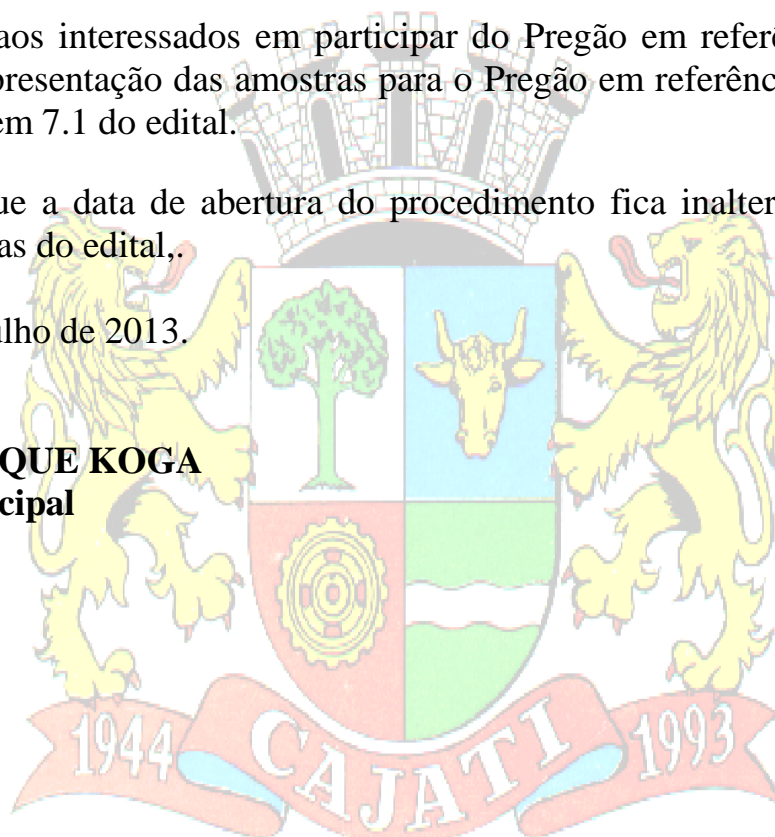 aos interessados em participar do Pregão em referê
presentação das amostras para o Pregão em referênc
em 7.1 do edital.
ue a data de abertura do procedimento fica inalter
as do edital,.
ulho de 2013.
QUE KOGA
cipal
1944 CAJATI 1993